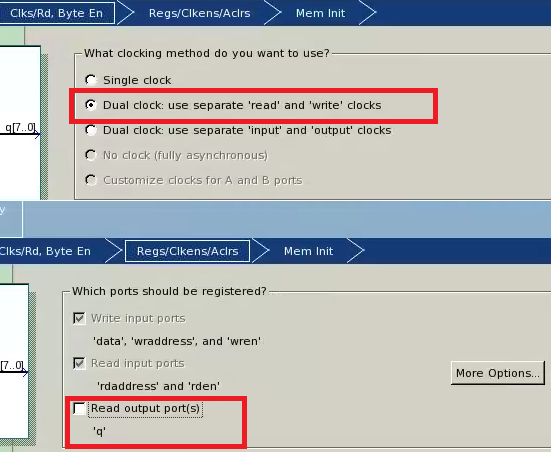 Clks/Rd, Byte En
Regs/Clkens/Aclrs
Mem Init
What clocking method do you want to use?
Single clock
Dual clock: use separate 'read' and 'write' clocks
q[7..0]
Dual clock: use separate 'input' and 'output' clocks
No clock (fully asynchronous)
Customize clocks for A and B ports
y
Clks/Rd, Byte En
Regs/Clkens/Aclrs
Mem Init
Which ports should be registered?
Write input ports
'data', 'wraddress', and 'wren'
Read input ports
[7..0]
'rdaddress' and 'rden'
More Options...
Read output port(s)
'q'